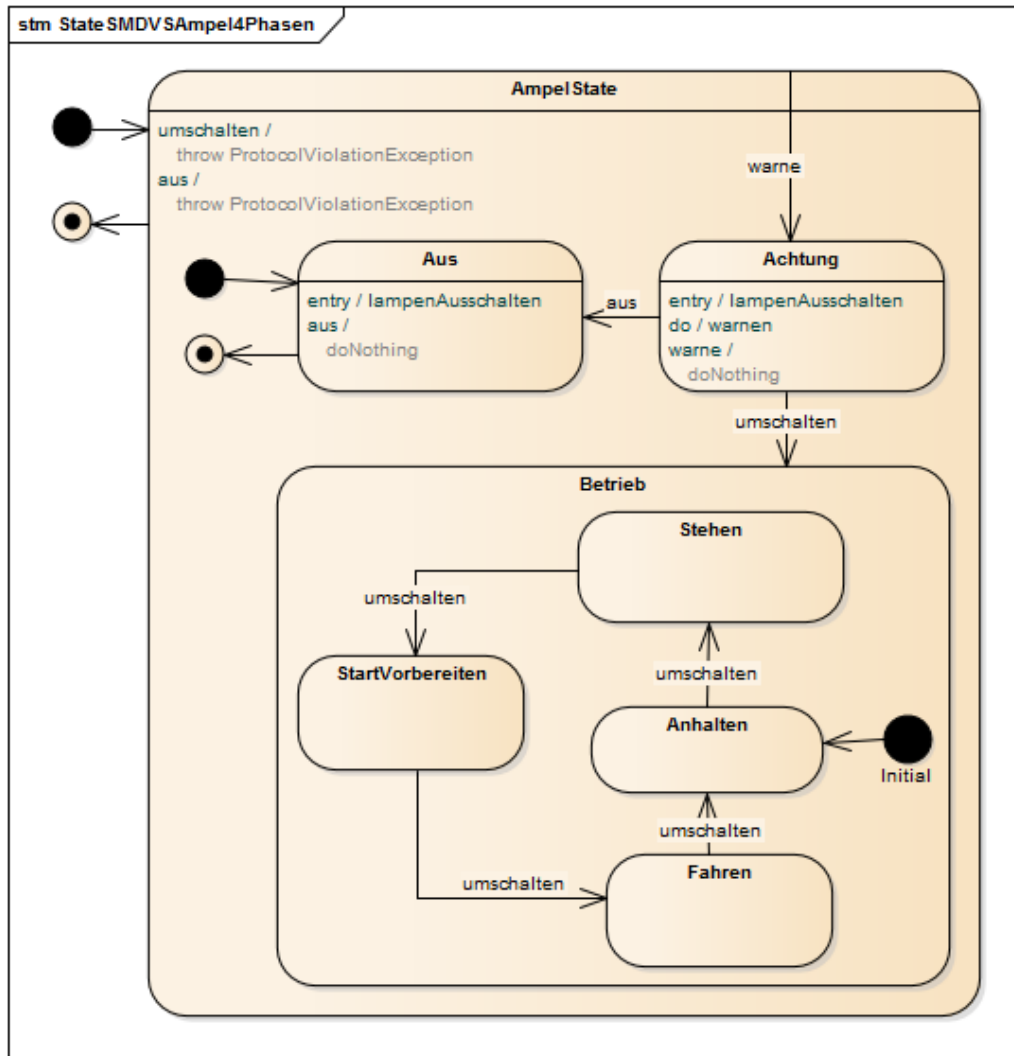 stm StateSMDVSAmpel4Phasen
AmpelState
umschalten /
throw ProtocolViolationException
aus /
throw ProtocolViolationException
warne
Aus
entry / lampenAusschalten
aus /
doNothing
aus
Achtung
entry / lampenAusschalten
do / warnen
warne /
doNothing
umschalten
Betrieb
Stehen
umschalten
StartVorbereiten
umschalten
Anhalten
Initial
umschalten
Fahren
umschalten